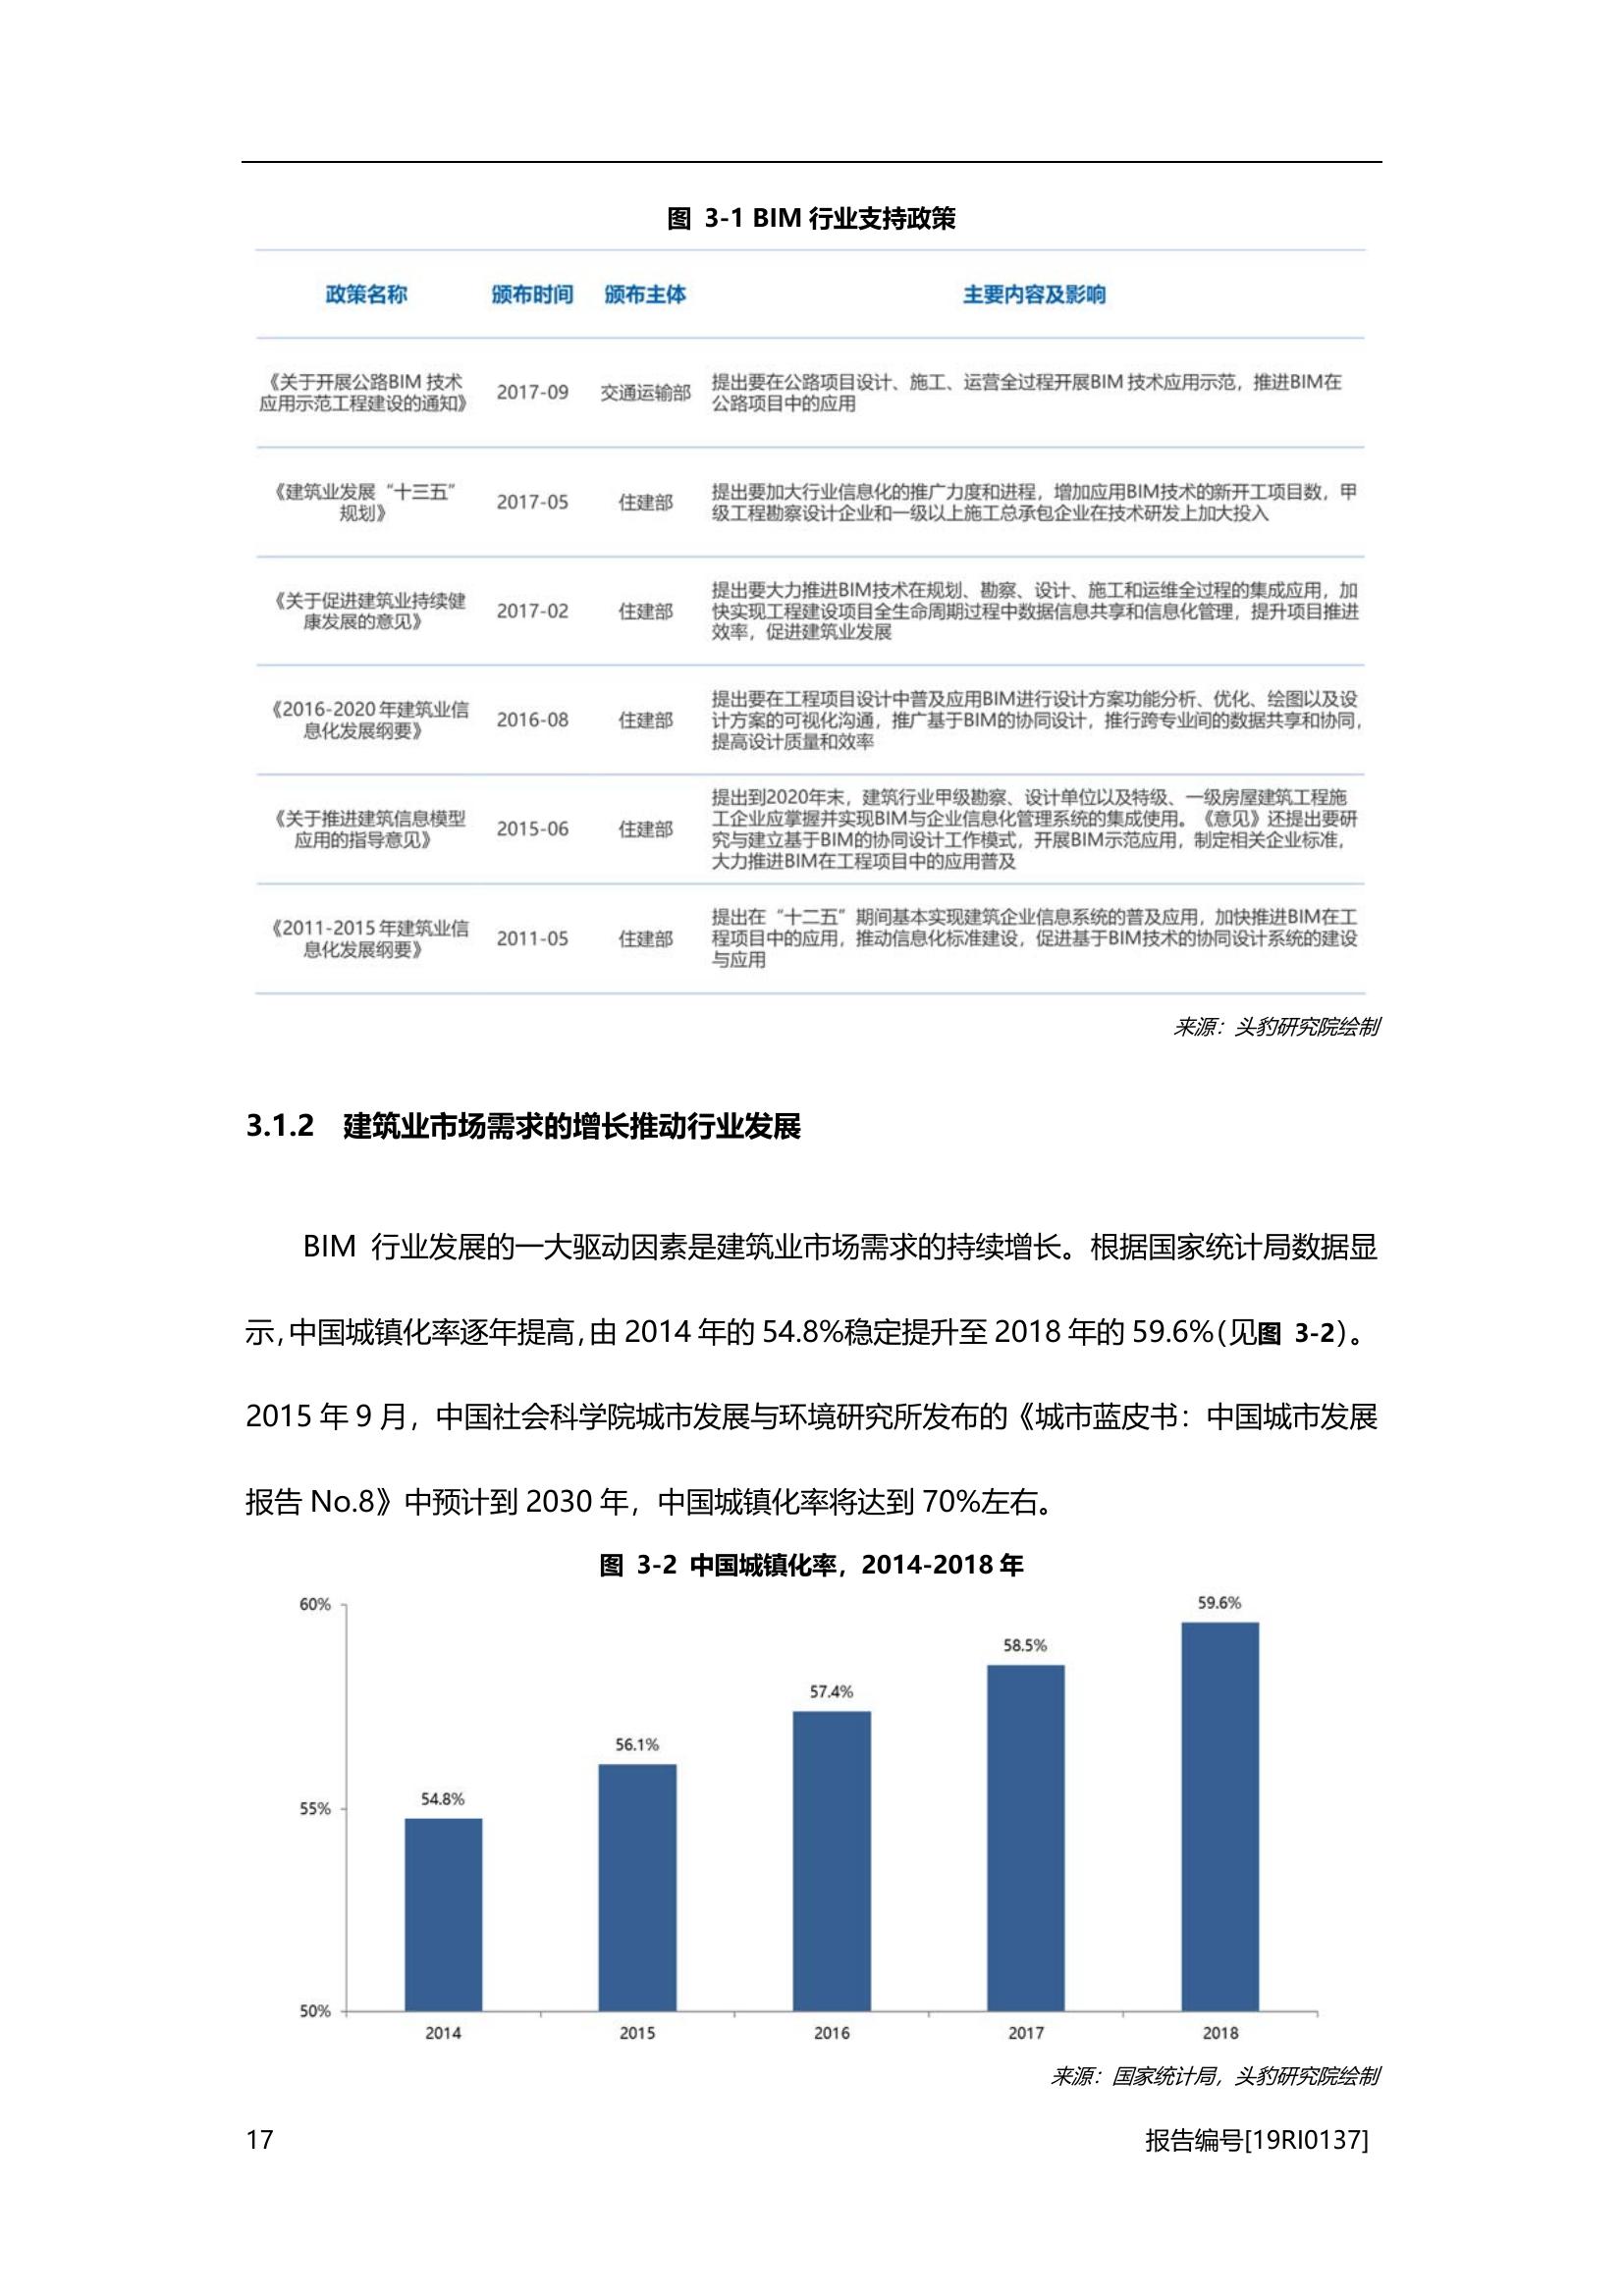 图 3-1 BIM 行业支持政策
政策名称 颁布时间 颁布主体 主要内容及影响
《关于开展公路BIM 技术
应用示范工程建设的通知》
2017-09
交通运输部
提出要在公路项目设计、施工、运营全过程开展BIM 技术应用示范，推进BIM在
公路项目中的应用
《建筑业发展“十三五”
规划》
2017-05
住建部
提出要加大行业信息化的推广力度和进程，增加应用BIM技术的新开工项目数，甲
级工程勘察设计企业和一级以上施工总承包企业在技术研发上加大投入
《关于促进建筑业持续健
康发展的意见》
2017-02
住建部
提出要大力推进BIM技术在规划、勘察、设计、施工和运维全过程的集成应用，加
快实现工程建设项目全生命周期过程中数据信息共享和信息化管理，提升项目推进
效率，促进建筑业发展
《2016-2020 年建筑业信
息化发展纲要》
2016-08
住建部
提出要在工程项目设计中普及应用BIM进行设计方案功能分析、优化、绘图以及设
计方案的可视化沟通，推广基于BIM的协同设计，推行跨专业间的数据共享和协同，
提高设计质量和效率
《关于推进建筑信息模型
应用的指导意见》
2015-06
住建部
提出到2020年末，建筑行业甲级勘察、设计单位以及特级、一级房屋建筑工程施
工企业应掌握并实现BIM与企业信息化管理系统的集成使用。《意见》还提出要研
究与建立基于BIM的协同设计工作模式，开展BIM示范应用，制定相关企业标准，
大力推进BIM在工程项目中的应用普及
《2011-2015 年建筑业信
息化发展纲要》
2011-05
住建部
提出在“十二五”期间基本实现建筑企业信息系统的普及应用，加快推进BIM在工
程项目中的应用，推动信息化标准建设，促进基于BIM技术的协同设计系统的建设
与应用
来源：头豹研究院绘制
3.1.2 建筑业市场需求的增长推动行业发展
BIM 行业发展的一大驱动因素是建筑业市场需求的持续增长。根据国家统计局数据显
示，中国城镇化率逐年提高，由 2014 年的 54.8%稳定提升至 2018 年的 59.6%（见图 3-2）。
2015 年 9 月，中国社会科学院城市发展与环境研究所发布的《城市蓝皮书：中国城市发展
报告 No.8》中预计到 2030 年，中国城镇化率将达到 70%左右。
图 3-2 中国城镇化率，2014-2018 年
60%
55%
50%
54.8%
56.1%
57.4%
58.5%
59.6%
2014 2015 2016 2017 2018
来源：国家统计局，头豹研究院绘制
17 报告编号[19RI0137]